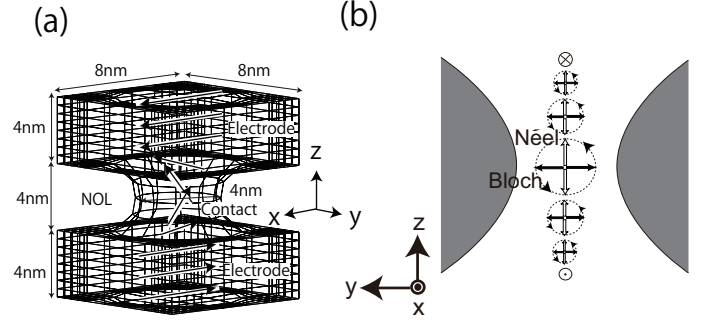 (a)
8nm
8nm
4nm
Electrode
4nm
NOL
4nm
Contact
z
x
y
4nm
Electrode
(b)
Néel
Bloch
z
y
x